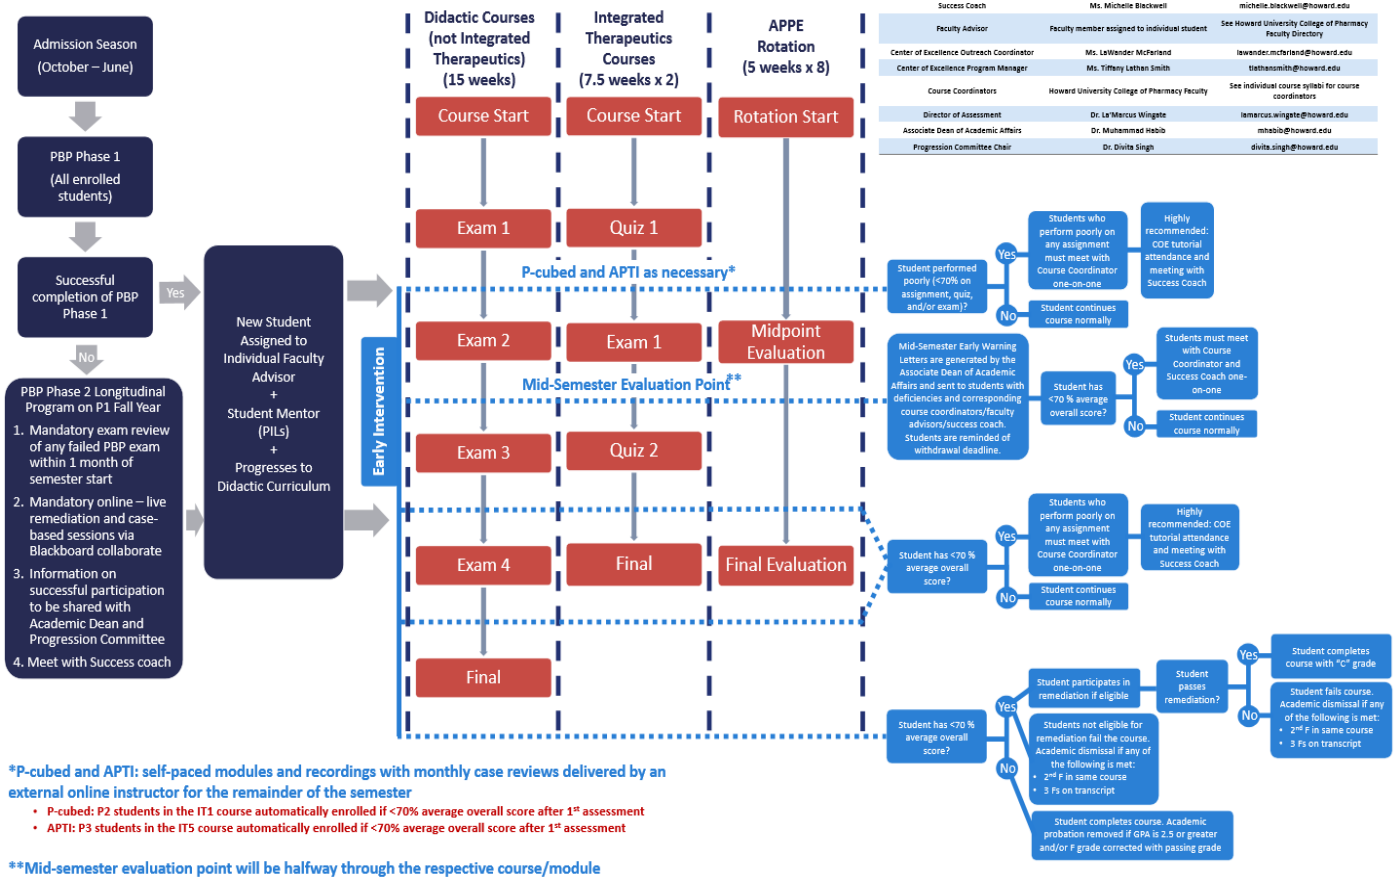 Admission Season
(October – June)
PBP Phase 1
(All enrolled
students)
Successful
completion of PBP
Phase 1
Yes
No
PBP Phase 2 Longitudinal
Program on P1 Fall Year
1. Mandatory exam review
of any failed PBP exam
within 1 month of
semester start
2. Mandatory online – live
remediation and case-
based sessions via
Blackboard collaborate
3. Information on
successful participation
to be shared with
Academic Dean and
Progression Committee
4. Meet with Success coach
New Student
Assigned to
Individual Faculty
Advisor
+
Student Mentor
(PILs)
+
Progresses to
Didactic Curriculum
Early Intervention
Didactic Courses
(not Integrated
Therapeutics)
(15 weeks)
Course Start
Exam 1
Exam 2
Exam 3
Exam 4
Final
Integrated
Therapeutics
Courses
(7.5 weeks x 2)
Course Start
Quiz 1
Exam 1
Quiz 2
Final
APPE
Rotation
(5 weeks x 8)
Rotation Start
Midpoint
Evaluation
Final Evaluation
P-cubed and APTI as necessary*
Mid-Semester Evaluation Point**
Success Coach Ms. Michelle Blackwell michelle.blackwell@howard.edu
Faculty Advisor Faculty member assigned to individual student See Howard University College of Pharmacy
Faculty Directory
Center of Excellence Outreach Coordinator Ms. LaWander McFarland lawander.mcfarland@howard.edu
Center of Excellence Program Manager Ms. Tiffany Lathan Smith tlathansmith@howard.edu
Course Coordinators Howard University College of Pharmacy Faculty See individual course syllabi for course
coordinators
Director of Assessment Dr. La'Marcus Wingate lamarcus.wingate@howard.edu
Associate Dean of Academic Affairs Dr. Muhammad Habib mhabib@howard.edu
Progression Committee Chair Dr. Divita Singh divita.singh@howard.edu
Student performed
poorly (<70% on
assignment, quiz,
and/or exam)?
Yes
No
Students who
perform poorly on
any assignment
must meet with
Course Coordinator
one-on-one
Highly
recommended:
COE tutorial
attendance and
meeting with
Success Coach
Student continues
course normally
Mid-Semester Early Warning
Letters are generated by the
Associate Dean of Academic
Affairs and sent to students with
deficiencies and corresponding
course coordinators/faculty
advisors/success coach.
Students are reminded of
withdrawal deadline.
Student has
<70 % average
overall score?
Yes
No
Students must meet
with Course
Coordinator and
Success Coach one-
on-one
Student continues
course normally
Student has <70 %
average overall
score?
Yes
No
Students who
perform poorly on
any assignment
must meet with
Course Coordinator
one-on-one
Highly
recommended: COE
tutorial attendance
and meeting with
Success Coach
Student continues
course normally
Student has <70 %
average overall
score?
Yes
No
Student participates in
remediation if eligible
Student
passes
remediation?
Yes
No
Student completes
course with “C” grade
Student fails course.
Academic dismissal if any
of the following is met:
• 2nd F in same course
• 3 Fs on transcript
Students not eligible for
remediation fail the course.
Academic dismissal if any of
the following is met:
• 2nd F in same course
• 3 Fs on transcript
Student completes course. Academic
probation removed if GPA is 2.5 or greater
and/or F grade corrected with passing grade
*P-cubed and APTI: self-paced modules and recordings with monthly case reviews delivered by an
external online instructor for the remainder of the semester
• P-cubed: P2 students in the IT1 course automatically enrolled if <70% average overall score after 1st assessment
• APTI: P3 students in the IT5 course automatically enrolled if <70% average overall score after 1st assessment
**Mid-semester evaluation point will be halfway through the respective course/module